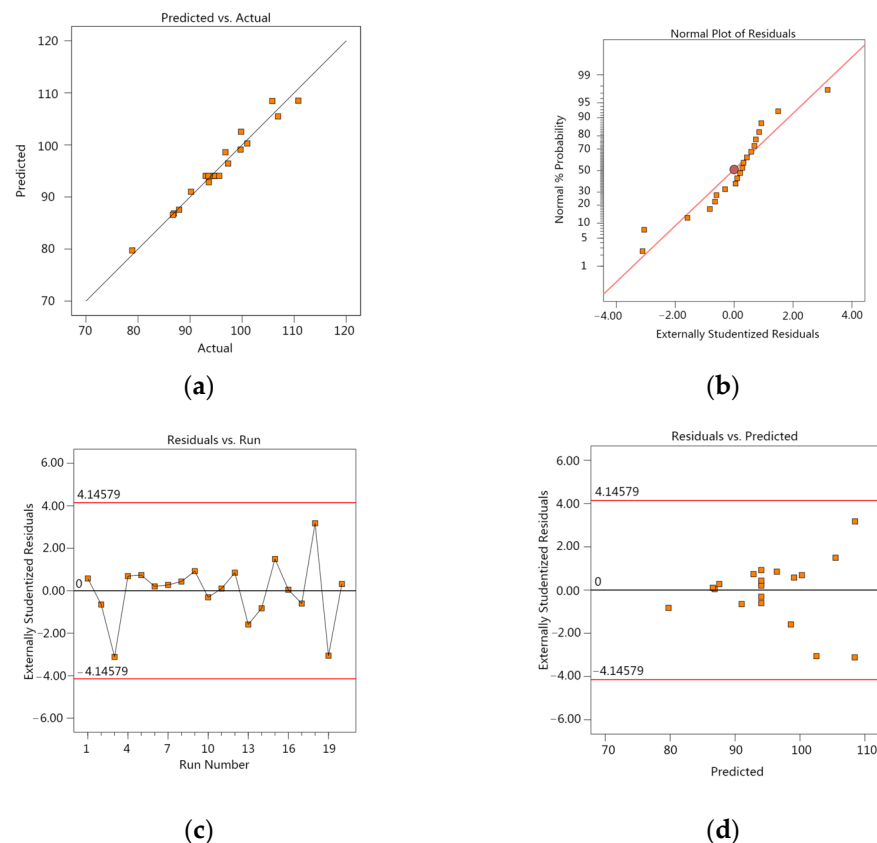 Predicted vs. Actual
120
110
100
90
80
70
Predicted
70 80 90 100 110 120
Actual
(a)
Normal Plot of Residuals
99
95
90
80
70
50
30
20
10
5
1
Normal % Probability
−4.00 −2.00 0.00 2.00 4.00
Externally Studentized Residuals
(b)
Residuals vs. Run
6.00
4.00
2.00
0.00
−2.00
−4.00
−6.00
4.14579
0
−4.14579
Externally Studentized Residuals
1 4 7 10 13 16 19
Run Number
(c)
Residuals vs. Predicted
6.00
4.00
2.00
0.00
−2.00
−4.00
−6.00
4.14579
0
−4.14579
Externally Studentized Residuals
70 80 90 100 110
Predicted
(d)